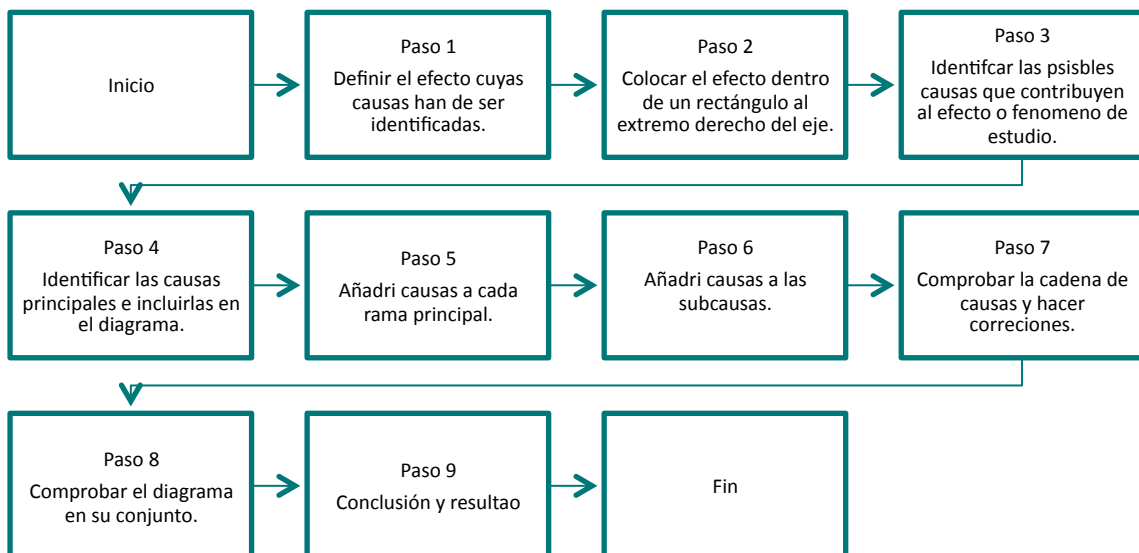 Inicio
Paso 1
Definir el efecto cuyas
causas han de ser
identificadas.
Paso 2
Colocar el efecto dentro
de un rectángulo al
extremo derecho del eje.
Paso 3
Identifcar las psisbles
causas que contribuyen
al efecto o fenomeno de
estudio.
Paso 4
Identificar las causas
principales e incluirlas en
el diagrama.
Paso 5
Añadri causas a cada
rama principal.
Paso 6
Añadri causas a las
subcausas.
Paso 7
Comprobar la cadena de
causas y hacer
correciones.
Paso 8
Comprobar el diagrama
en su conjunto.
Paso 9
Conclusión y resultao
Fin